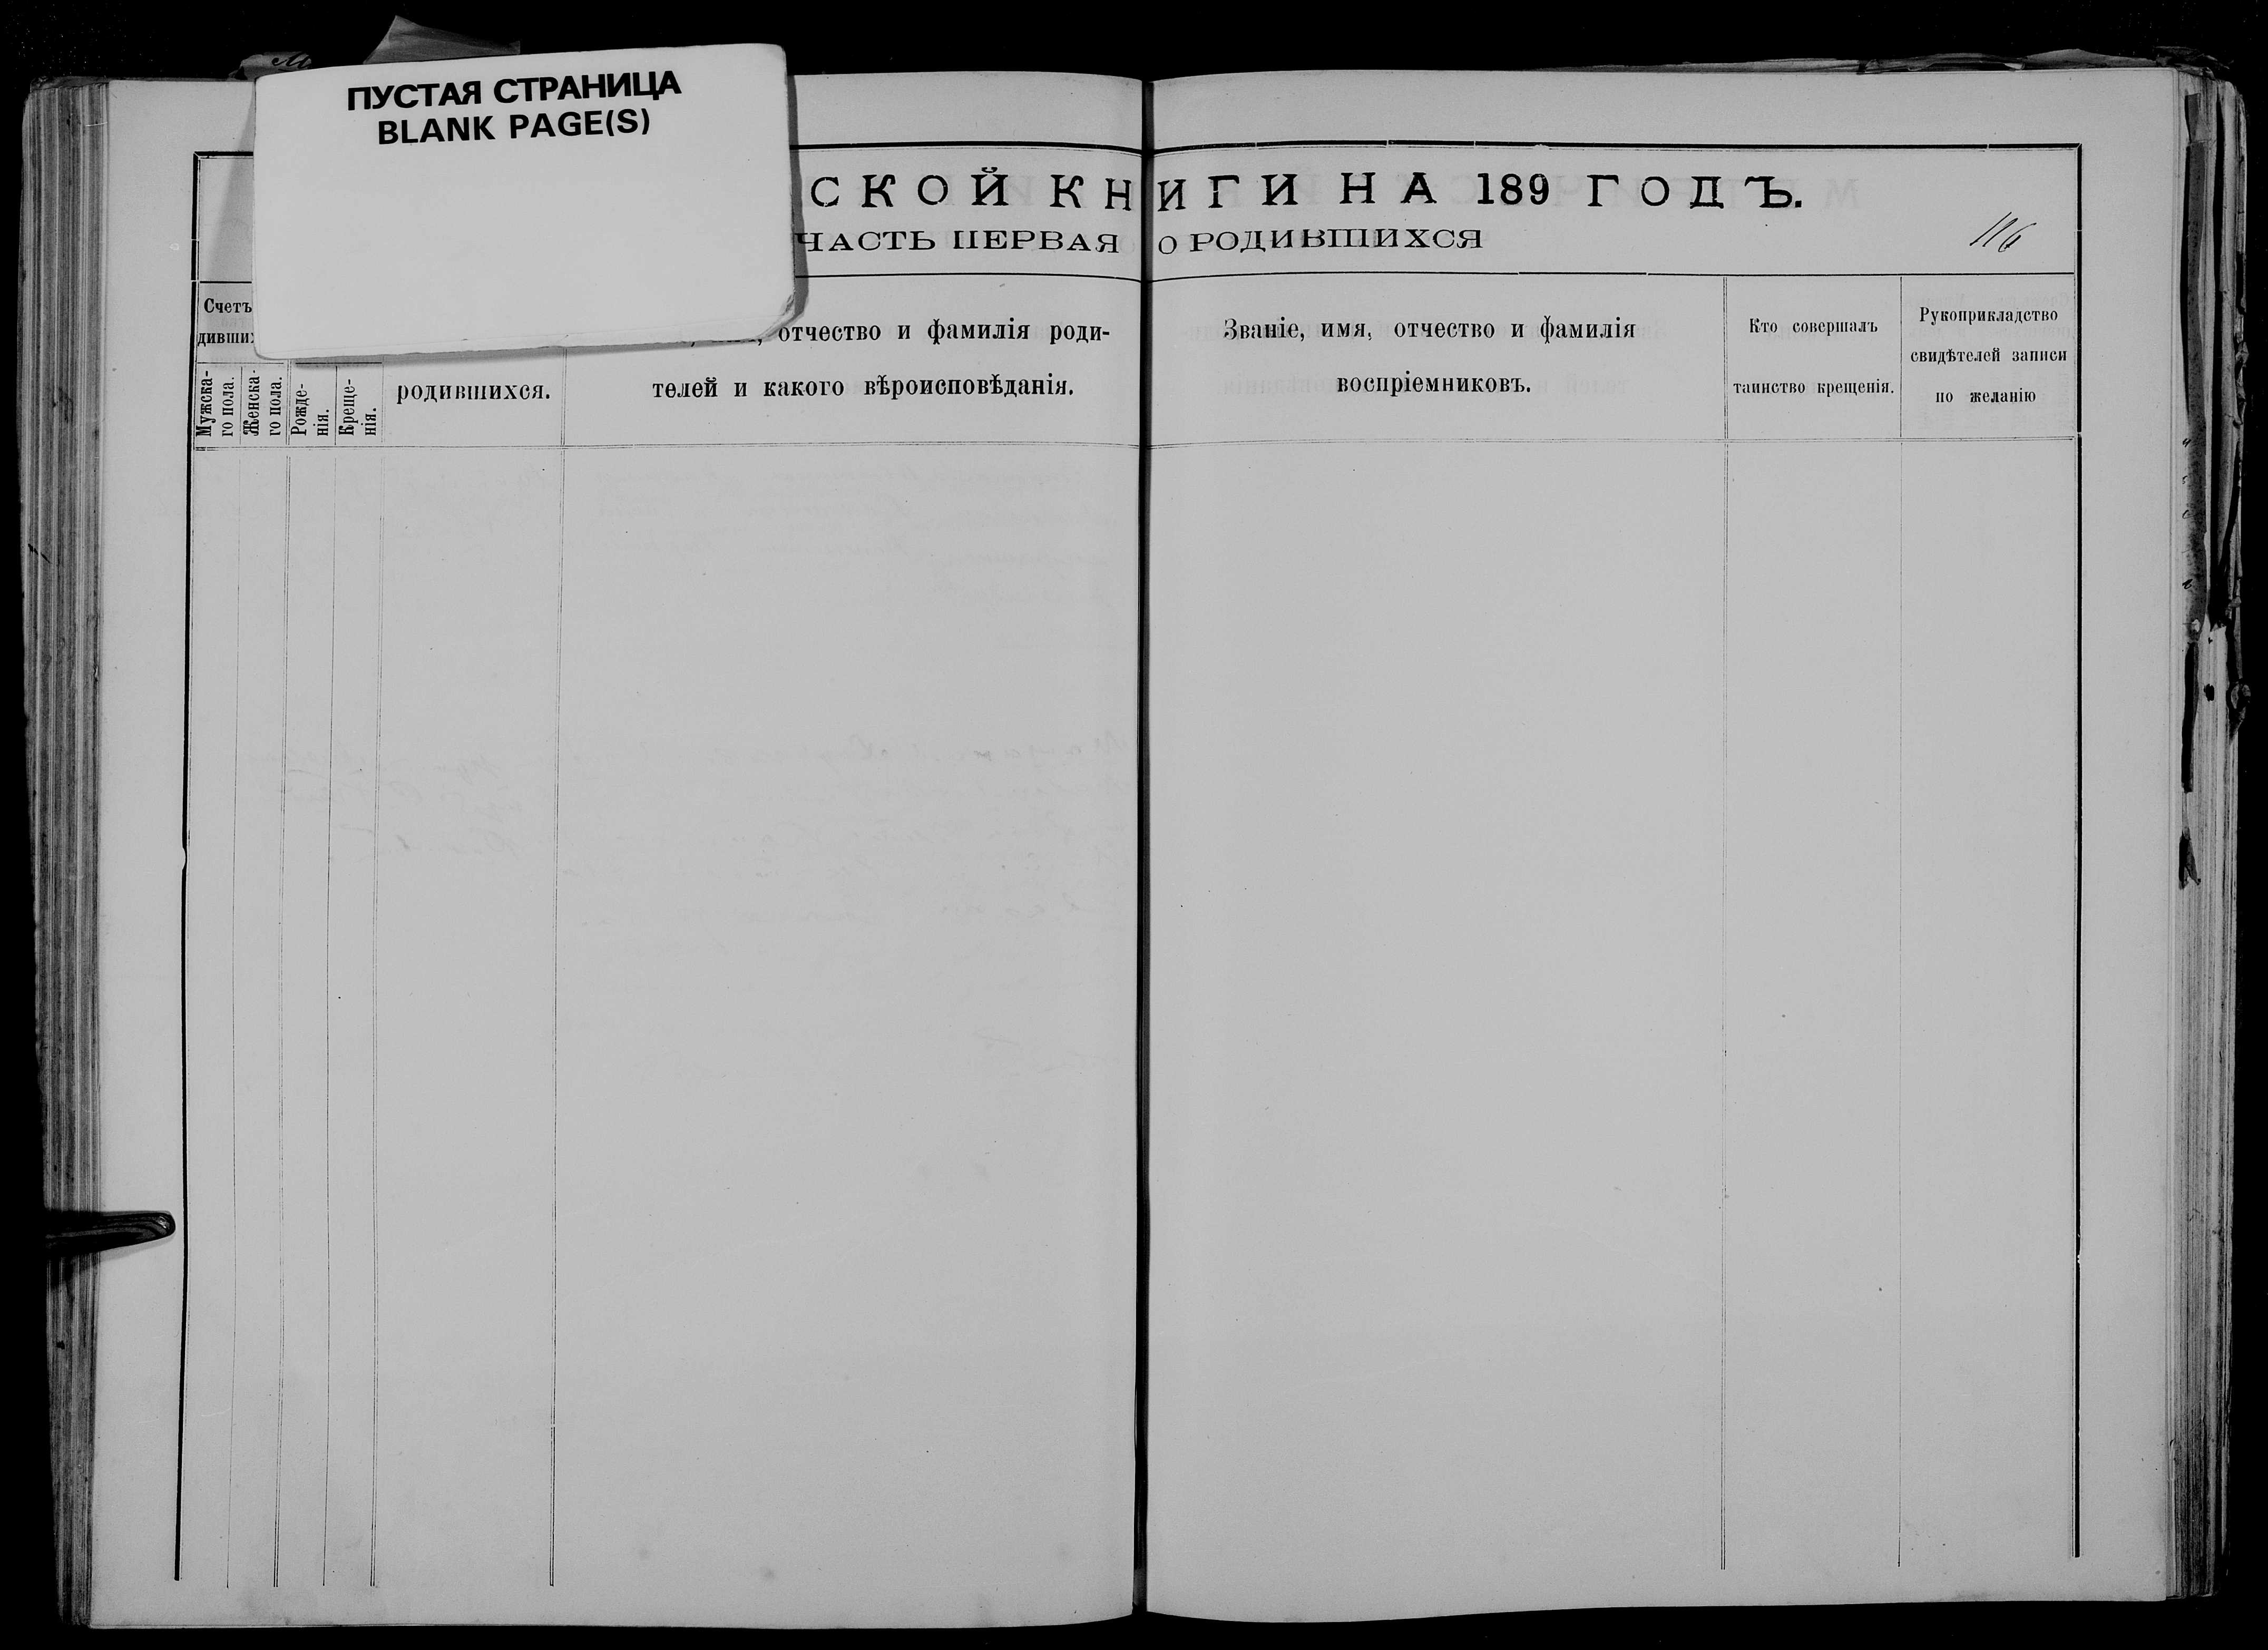 ПУСТАЯ СТРАНИЦА
BLANK PAGE(S)
СКОЙ КНИГИ НА 189 ГОДЪ.
ЧАСТЬ ПЕРВАЯ О РОДИВШИХСЯ
116
Счетъ
дивших
Мужска-
го пола.
Женска-
го пола.
Рожде-
нія.
Креще-
нія.
родившихся.
отчество и фамилія роди-
телей и какого вѣроисповѣданія.
Званіе, имя, отчество и фамилія
воспріемниковъ.
Кто совершалъ
таинство крещенія.
Рукоприкладство
свидѣтелей записи
по желанію